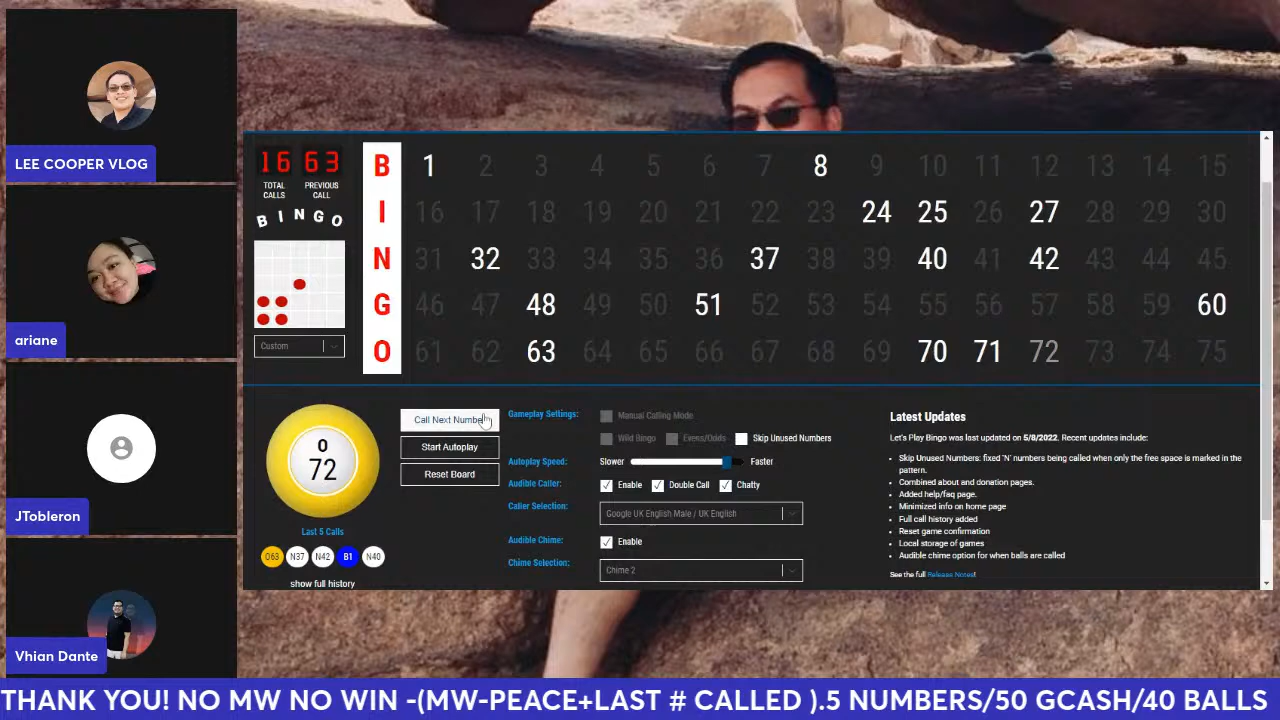 LEE COOPER VLOG
ariane
JTobleron
Vhian Dante
16 63
TOTAL CALLS
PREVIOUS CALL
B I N G O
Custom
B 1 2 3 4 5 6 7 8 9 10 11 12 13 14 15
I 16 17 18 19 20 21 22 23 24 25 26 27 28 29 30
N 31 32 33 34 35 36 37 38 39 40 41 42 43 44 45
G 46 47 48 49 50 51 52 53 54 55 56 57 58 59 60
O 61 62 63 64 65 66 67 68 69 70 71 72 73 74 75
O
72
Last 5 Calls
O63 N37 N42 B1 N40
show full history
Call Next Number
Start Autoplay
Reset Board
Gameplay Settings: Manual Calling Mode
Wild Bingo Evens/Odds Skip Unused Numbers
Autoplay Speed: Slower Faster
Audible Caller: Enable Double Call Chatty
Caller Selection: Google UK English Male / UK English
Audible Chime: Enable
Chime Selection: Chime 2
Latest Updates
Let's Play Bingo was last updated on 5/8/2022. Recent updates include:
Skip Unused Numbers: fixed 'N' numbers being called when only the free space is marked in the
pattern.
Combined about and donation pages.
Added help/faq page.
Minimized info on home page
Full call history added
Reset game confirmation
Local storage of games
Audible chime option for when balls are called
See the full Release Notes!
THANK YOU! NO MW NO WIN -(MW-PEACE+LAST # CALLED ).5 NUMBERS/50 GCASH/40 BALLS